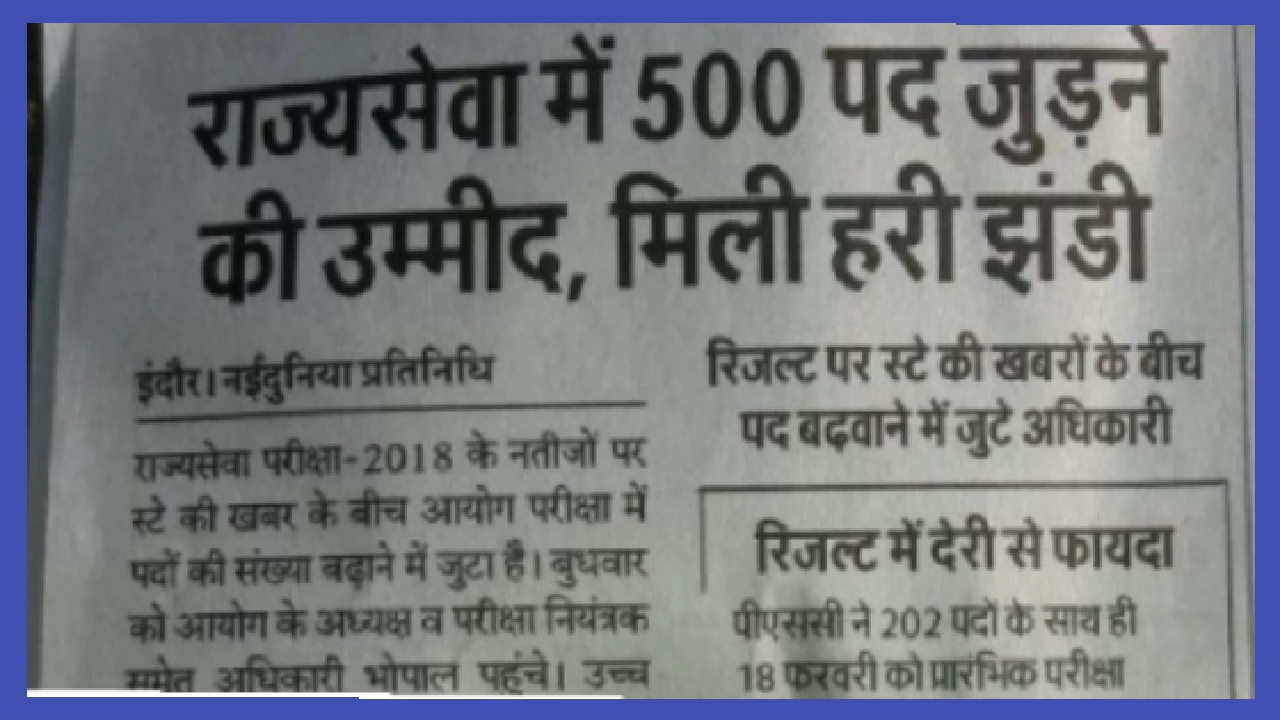 राज्यसेवा में 500 पद जुड़ने
की उम्मीद, मिली हरी झंडी
इंदौर। नईदुनिया प्रतिनिधि
राज्यसेवा परीक्षा-2018 के नतीजों पर
स्टे की खबर के बीच आयोग परीक्षा में
पदों की संख्या बढ़ाने में जुटा है। बुधवार
को आयोग के अध्यक्ष व परीक्षा नियंत्रक
समेत अधिकारी भोपाल पहुंचे। उच्च
रिजल्ट पर स्टे की खबरों के बीच
पद बढ़वाने में जुटे अधिकारी
रिजल्ट में देरी से फायदा
पीएससी ने 202 पदों के साथ ही
18 फरवरी को प्रारंभिक परीक्षा